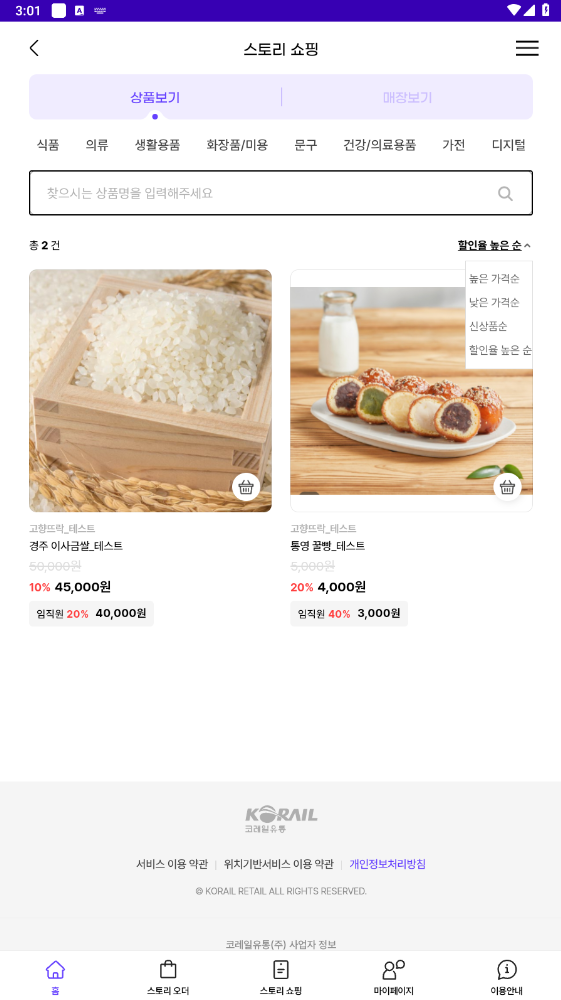 3:01
스토리 쇼핑
상품보기
매장보기
식품 의류 생활용품 화장품/미용 문구 건강/의료용품 가전 디지털
찾으시는 상품명을 입력해주세요
총 2 건
할인율 높은 순
높은 가격순
낮은 가격순
신상품순
할인율 높은 순
고향뜨락_테스트
경주 이사금쌀_테스트
50,000원
10% 45,000원
임직원 20% 40,000원
고향뜨락_테스트
통영 꿀빵_테스트
5,000원
20% 4,000원
임직원 40% 3,000원
KORAIL
코레일유통
서비스 이용 약관 | 위치기반서비스 이용 약관 | 개인정보처리방침
© KORAIL RETAIL ALL RIGHTS RESERVED.
코레일유통(주) 사업자 정보
홈 스토리 오더 스토리 쇼핑 마이페이지 이용안내